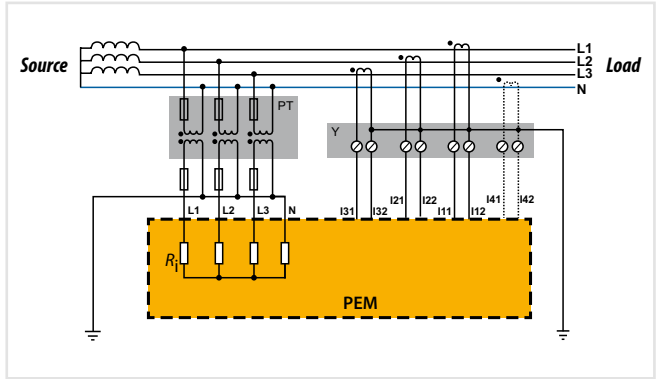 L1
L2
L3
N
Source
Load
PT
Y
L1 L2 L3 N
I31 I32 I21 I22 I11 I12 I41 I42
Ri
PEM